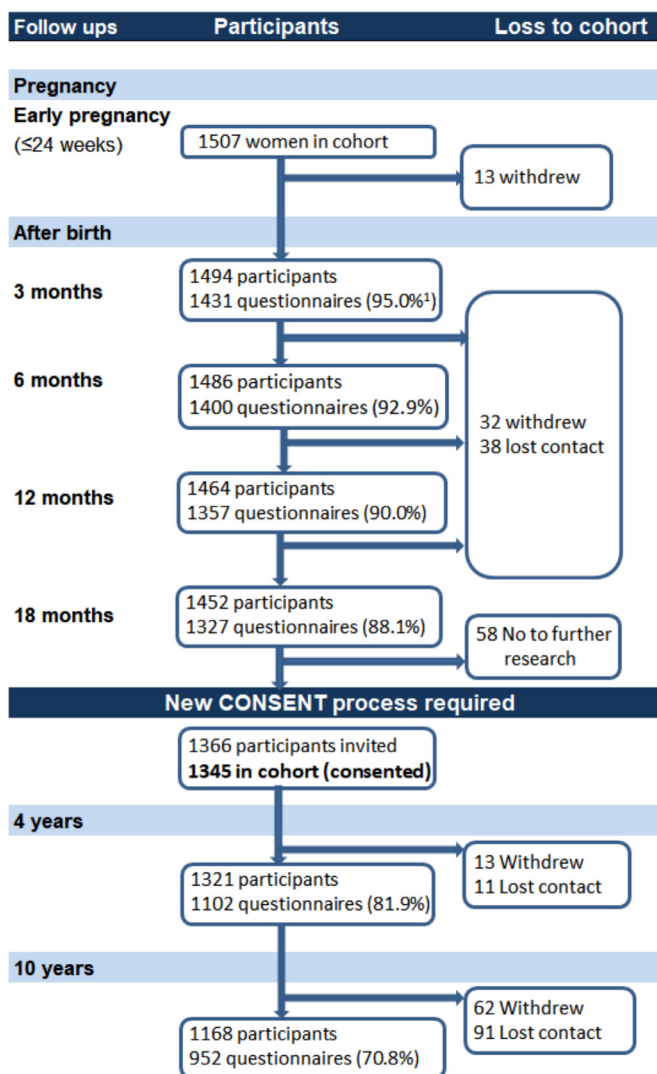 Follow ups Participants Loss to cohort
Pregnancy
Early pregnancy
(≤24 weeks)
1507 women in cohort
13 withdrew
After birth
3 months
1494 participants
1431 questionnaires (95.0%¹)
6 months
1486 participants
1400 questionnaires (92.9%)
32 withdrew
38 lost contact
12 months
1464 participants
1357 questionnaires (90.0%)
18 months
1452 participants
1327 questionnaires (88.1%)
58 No to further
research
New CONSENT process required
1366 participants invited
1345 in cohort (consented)
4 years
13 Withdrew
11 Lost contact
1321 participants
1102 questionnaires (81.9%)
10 years
62 Withdrew
91 Lost contact
1168 participants
952 questionnaires (70.8%)